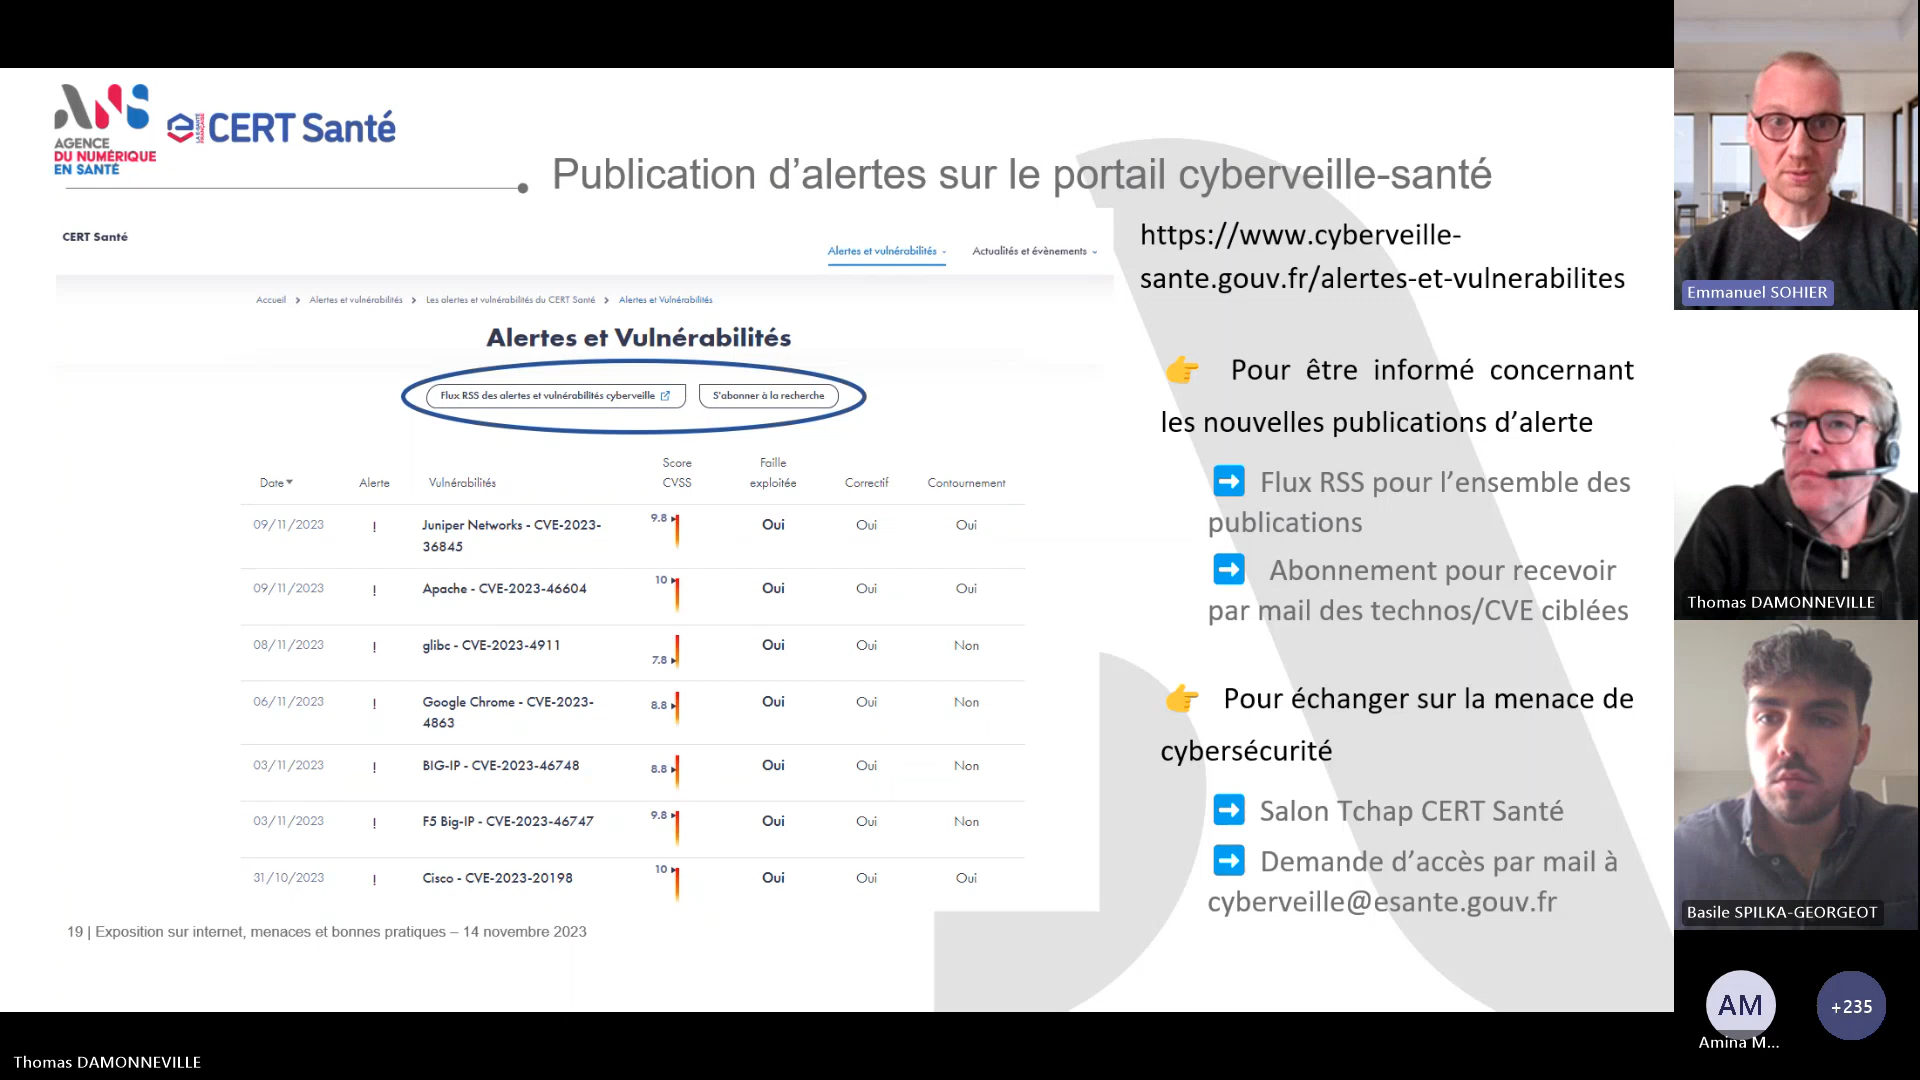 ANS
AGENCE
DU NUMÉRIQUE
EN SANTÉ
CERT Santé
Publication d’alertes sur le portail cyberveille-santé
CERT Santé
Alertes et vulnérabilités
Actualités et évènements
Accueil > Alertes et vulnérabilités > Les alertes et vulnérabilités du CERT Santé > Alertes et Vulnérabilités
Alertes et Vulnérabilités
Flux RSS des alertes et vulnérabilités cyberveille
S'abonner à la recherche
Date Alerte Vulnérabilités Score CVSS Faille exploitée Correctif Contournement
09/11/2023 ! Juniper Networks - CVE-2023-36845 9.8 Oui Oui Oui
09/11/2023 ! Apache - CVE-2023-46604 10 Oui Oui Oui
08/11/2023 ! glibc - CVE-2023-4911 7.8 Oui Oui Non
06/11/2023 ! Google Chrome - CVE-2023-4863 8.8 Oui Oui Non
03/11/2023 ! BIG-IP - CVE-2023-46748 8.8 Oui Oui Non
03/11/2023 ! F5 Big-IP - CVE-2023-46747 9.8 Oui Oui Non
31/10/2023 ! Cisco - CVE-2023-20198 10 Oui Oui Oui
https://www.cyberveille-
sante.gouv.fr/alertes-et-vulnerabilites
👉 Pour être informé concernant
les nouvelles publications d’alerte
➡ Flux RSS pour l’ensemble des
publications
➡ Abonnement pour recevoir
par mail des technos/CVE ciblées
👉 Pour échanger sur la menace de
cybersécurité
➡ Salon Tchap CERT Santé
➡ Demande d’accès par mail à
cyberveille@esante.gouv.fr
19 | Exposition sur internet, menaces et bonnes pratiques – 14 novembre 2023
Emmanuel SOHIER
Thomas DAMONNEVILLE
Basile SPILKA-GEORGEOT
AM
+235
Amina M...
Thomas DAMONNEVILLE